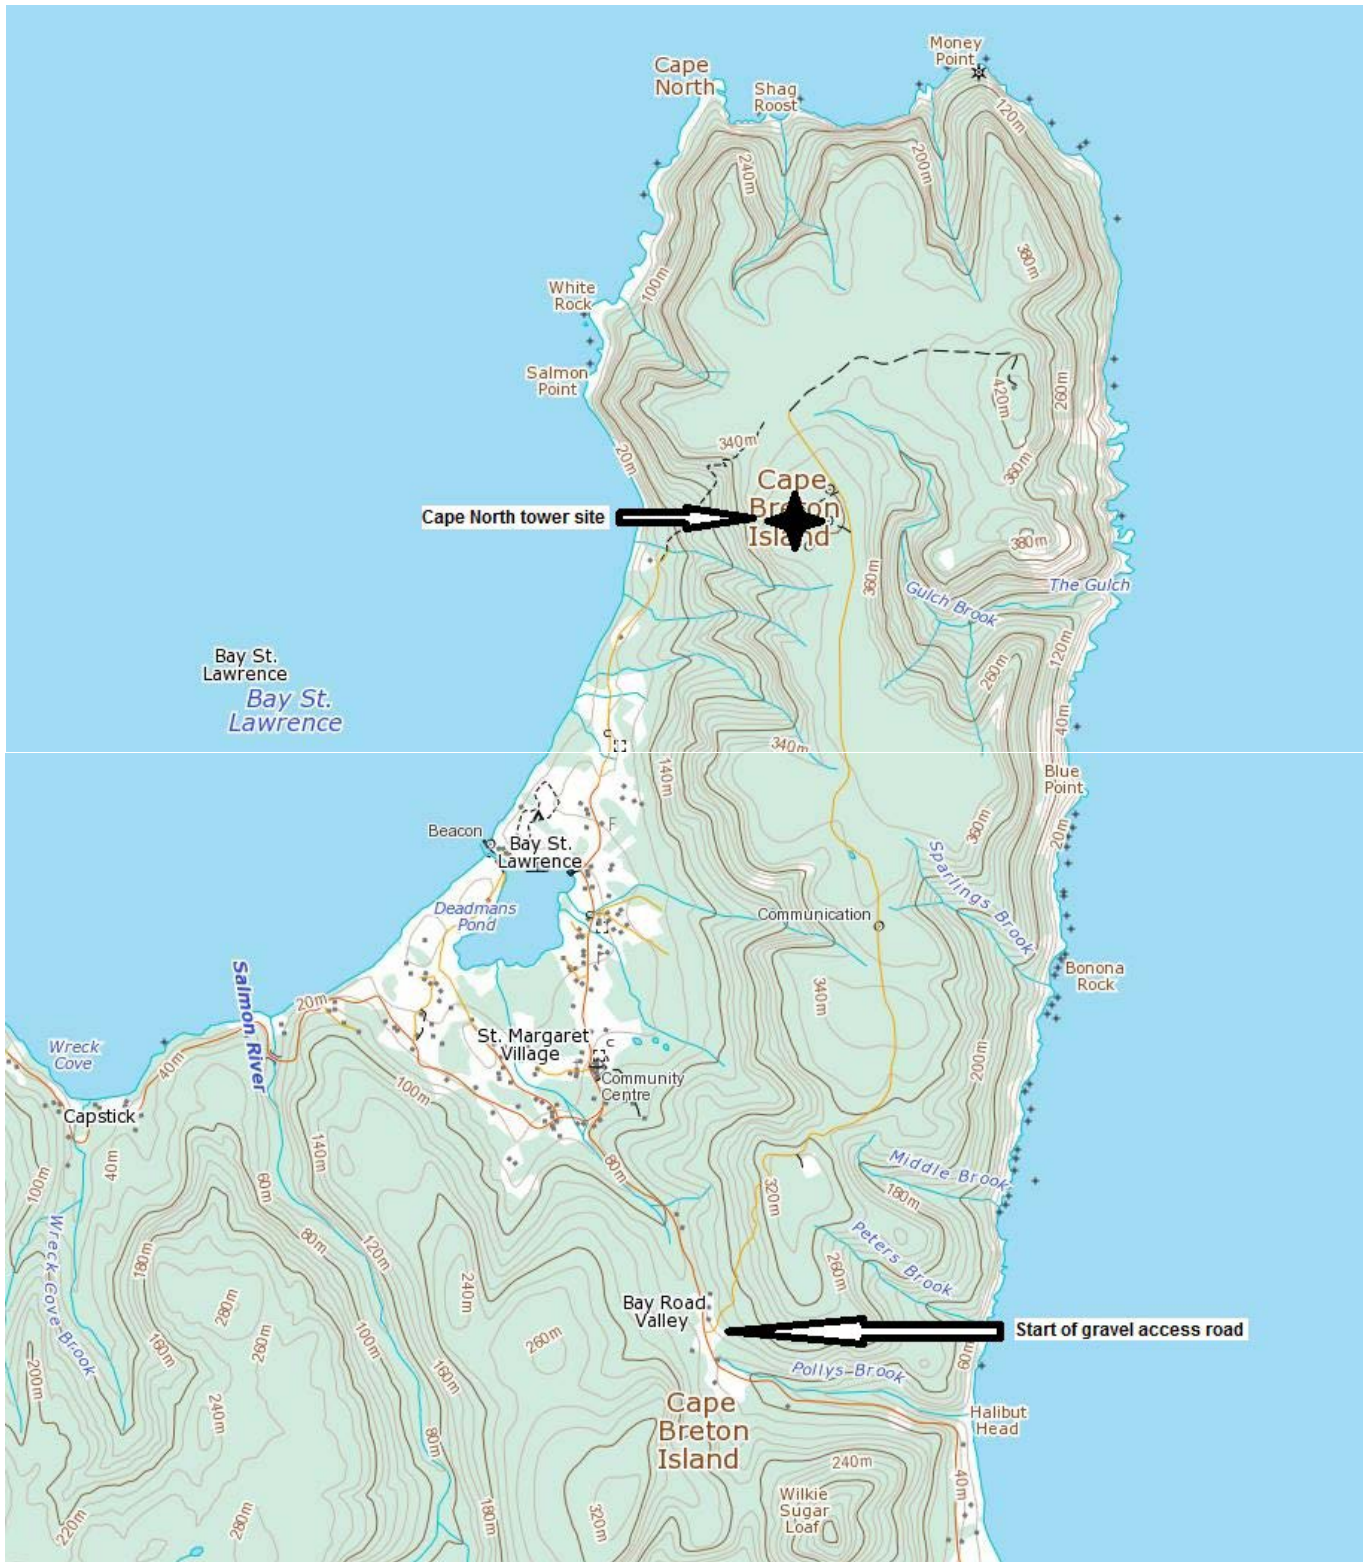 Money
Point
Cape
North
Shag
Roost
120m
240m
200m
380m
100m
White
Rock
Salmon
Point
420m
260m
340m
20m
360m
Cape
Breton
Island
Cape North tower site
380m
360m
Gulch Brook
The Gulch
120m
260m
Bay St.
Lawrence
Bay St.
Lawrence
40m
340m
140m
Blue
Point
F
Beacon
Bay St.
Lawrence
360m
20m
Sparlings Brook
Deadmans
Pond
Communication
Bonona
Rock
Salmon River
20m
340m
St. Margaret
Village
Wreck
Cove
40m
200m
Community
Centre
100m
Capstick
140m
40m
80m
Middle Brook
100m
60m
320m
180m
Wreck Cove Brook
80m
120m
Peters Brook
180m
260m
240m
280m
Bay Road
Valley
Start of gravel access road
260m
100m
260m
160m
60m
200m
160m
Pollys Brook
240m
Cape
Breton
Island
Halibut
Head
80m
240m
40m
Wilkie
Sugar
Loaf
220m
280m
180m
320m